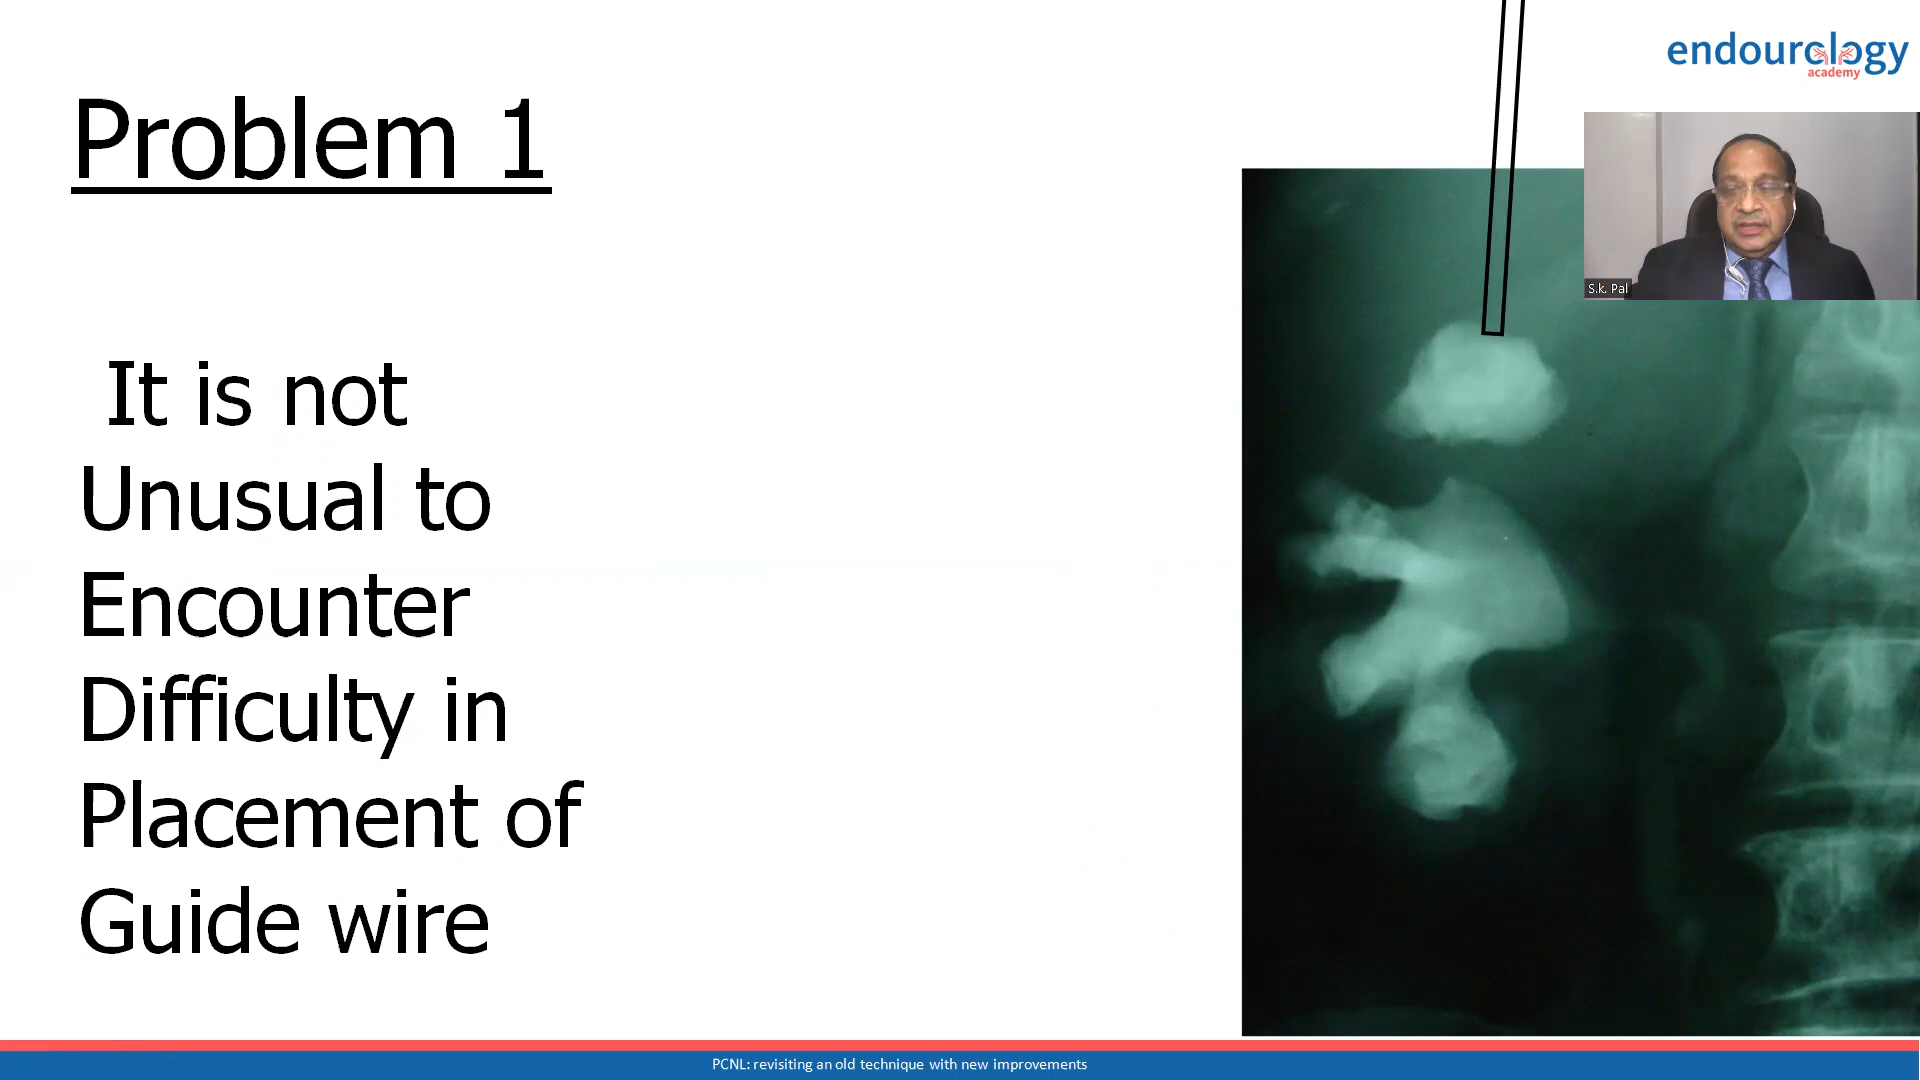 endourology
academy
Problem 1
S.k. Pal
It is not
Unusual to
Encounter
Difficulty in
Placement of
Guide wire
PCNL: revisiting an old technique with new improvements